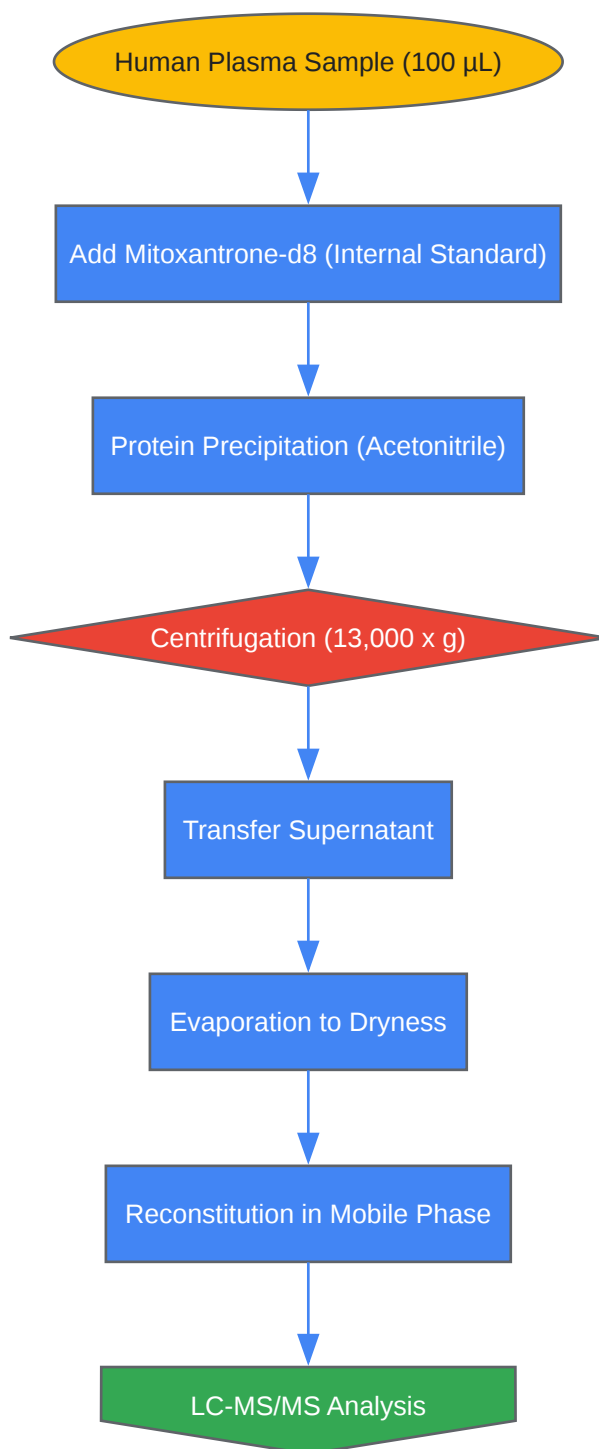 Human Plasma Sample (100 µL)
Add Mitoxantrone-d8 (Internal Standard)
Protein Precipitation (Acetonitrile)
Centrifugation (13,000 x g)
Transfer Supernatant
Evaporation to Dryness
Reconstitution in Mobile Phase
LC-MS/MS Analysis